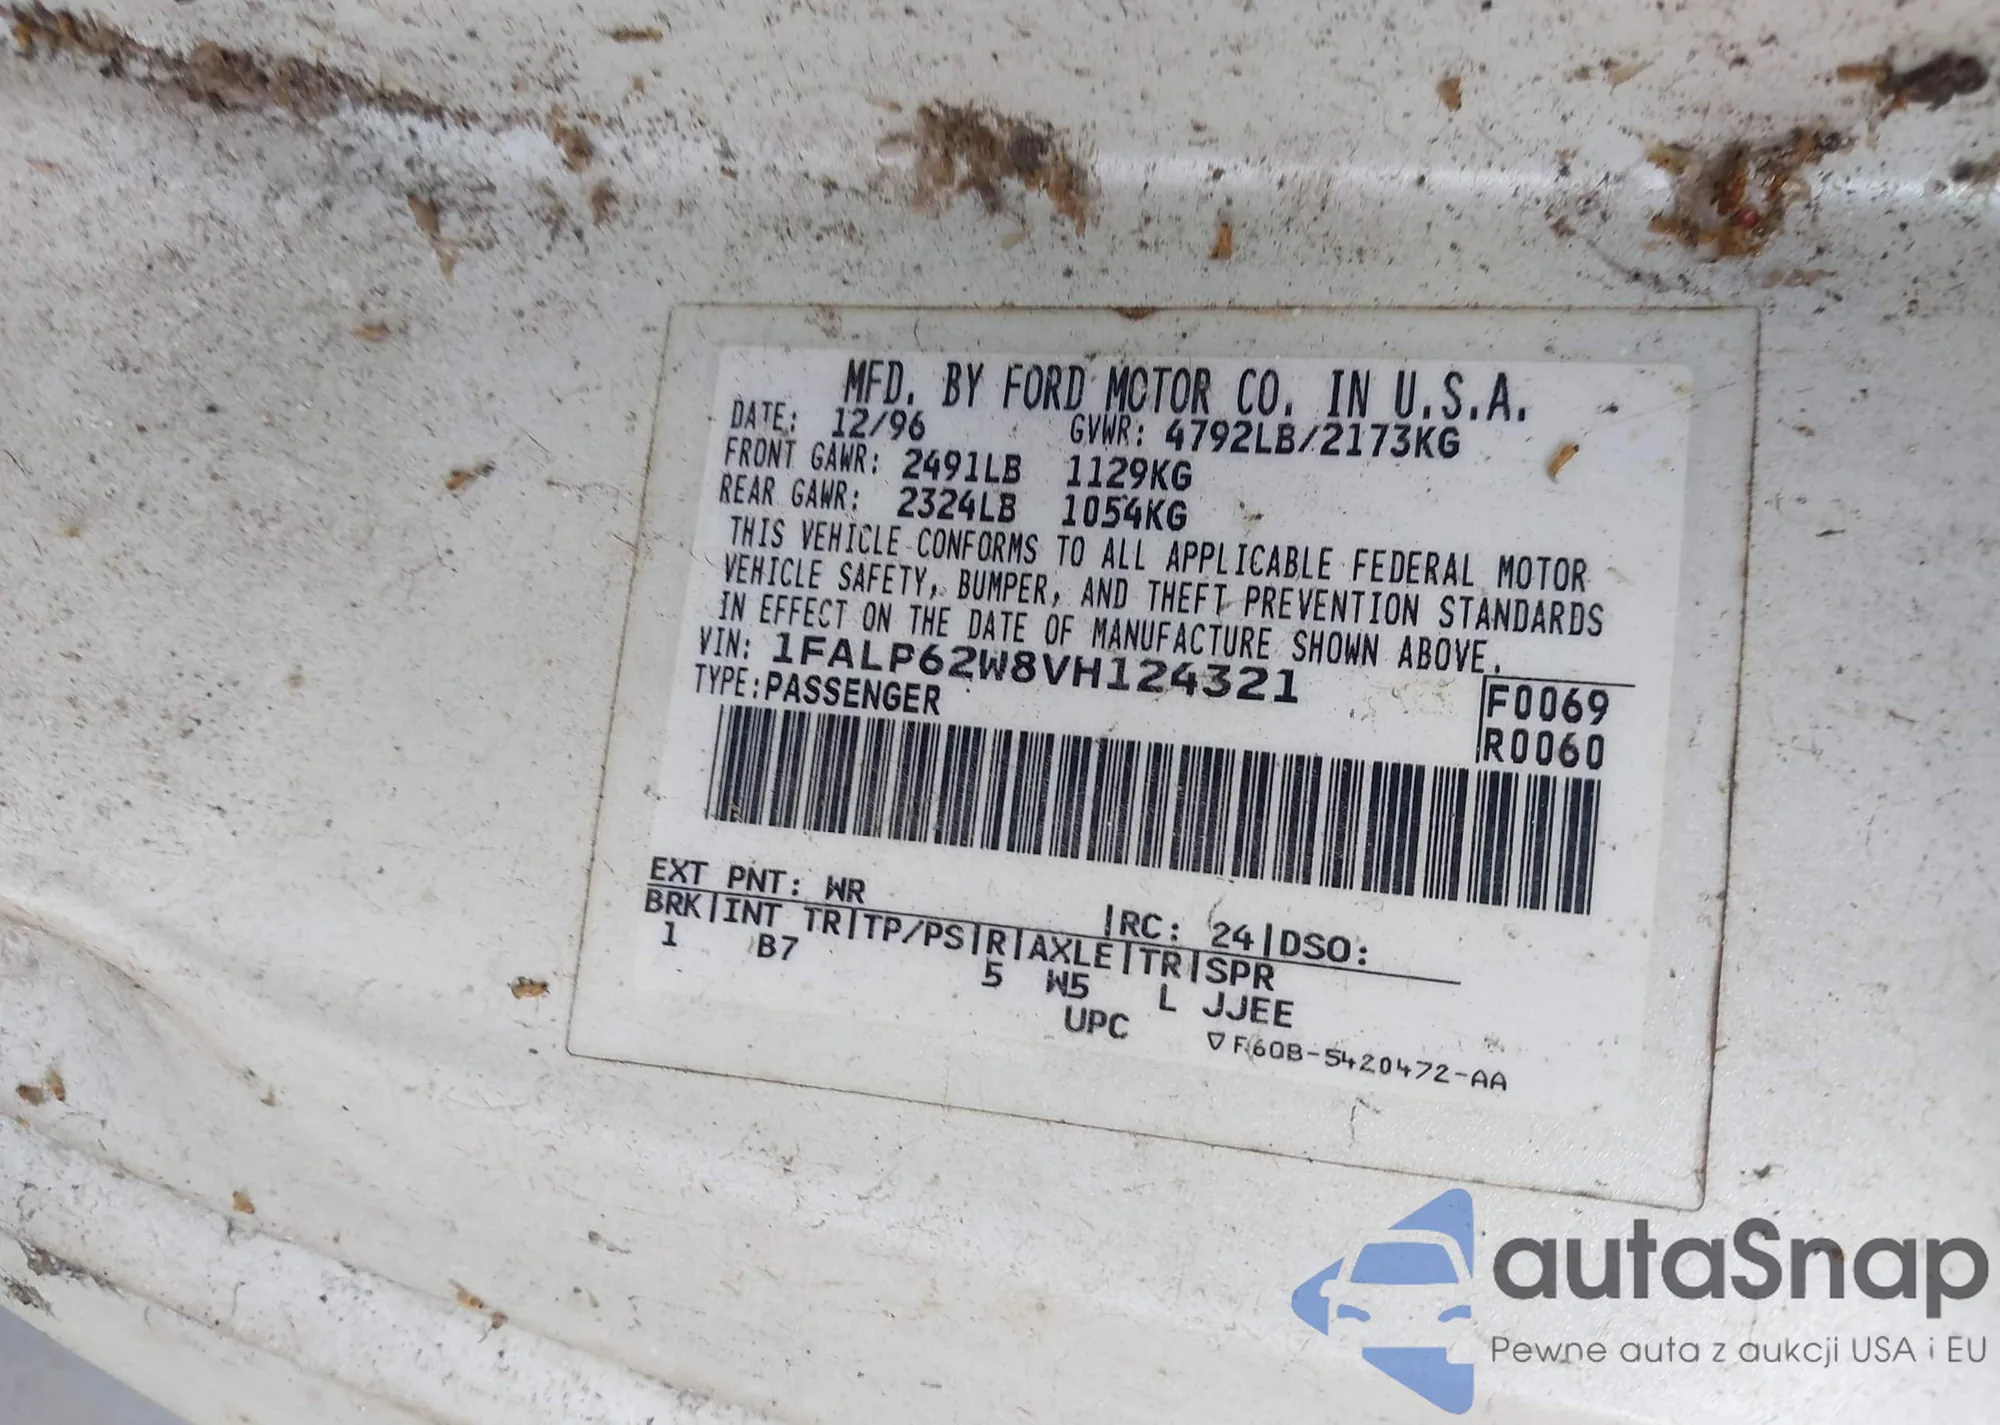 MFD. BY FORD MOTOR CO. IN U.S.A.
DATE: 12/96 GVWR: 4792LB/2173KG
FRONT GAWR: 2491LB 1129KG
REAR GAWR: 2324LB 1054KG
THIS VEHICLE CONFORMS TO ALL APPLICABLE FEDERAL MOTOR
VEHICLE SAFETY, BUMPER, AND THEFT PREVENTION STANDARDS
IN EFFECT ON THE DATE OF MANUFACTURE SHOWN ABOVE.
VIN: 1FALP62W8VH124321
TYPE: PASSENGER
F0069
R0060
EXT PNT: WR |RC: 24|DSO:
BRK|INT TR|TP/PS|R|AXLE|TR|SPR
1 B7 5 W5 L JJEE
UPC
▽F60B-5420472-AA
autaSnap
Pewne auta z aukcji USA i EU